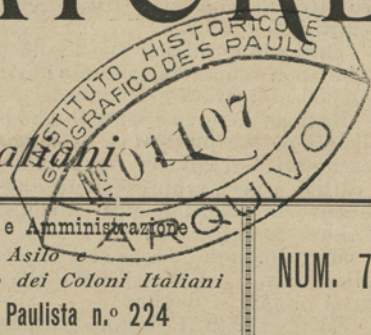 INSTITUTO HISTORICO E
GEOGRAFICO DE S PAULO
Nº 01107
ARQUIVO
aliani
e Amministrazione
Asilo e
dei Coloni Italiani
Paulista n.º 224
NUM. 7